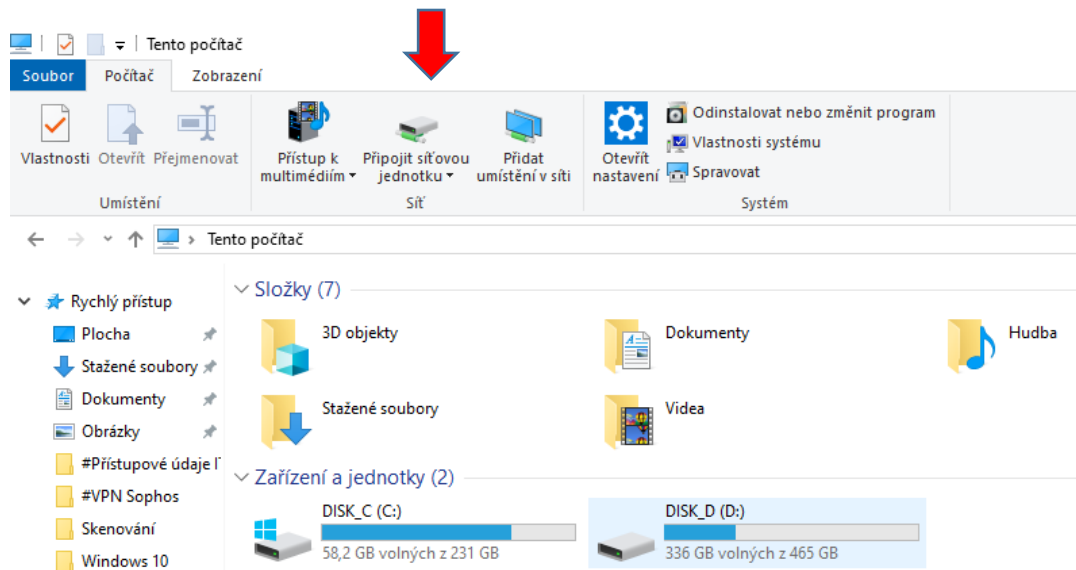 Tento počítač
Soubor Počítač Zobrazení
Vlastnosti Otevřít Přejmenovat
Přístup k multimédiím
Připojit síťovou jednotku
Přidat umístění v síti
Otevřít nastavení
Odinstalovat nebo změnit program
Vlastnosti systému
Spravovat
Umístění Síť Systém
Tento počítač
Rychlý přístup
Plocha
Stažené soubory
Dokumenty
Obrázky
#Přístupové údaje
#VPN Sophos
Skenování
Windows 10
Složky (7)
3D objekty
Dokumenty
Hudba
Stažené soubory
Videa
Zařízení a jednotky (2)
DISK_C (C:)
58,2 GB volných z 231 GB
DISK_D (D:)
336 GB volných z 465 GB